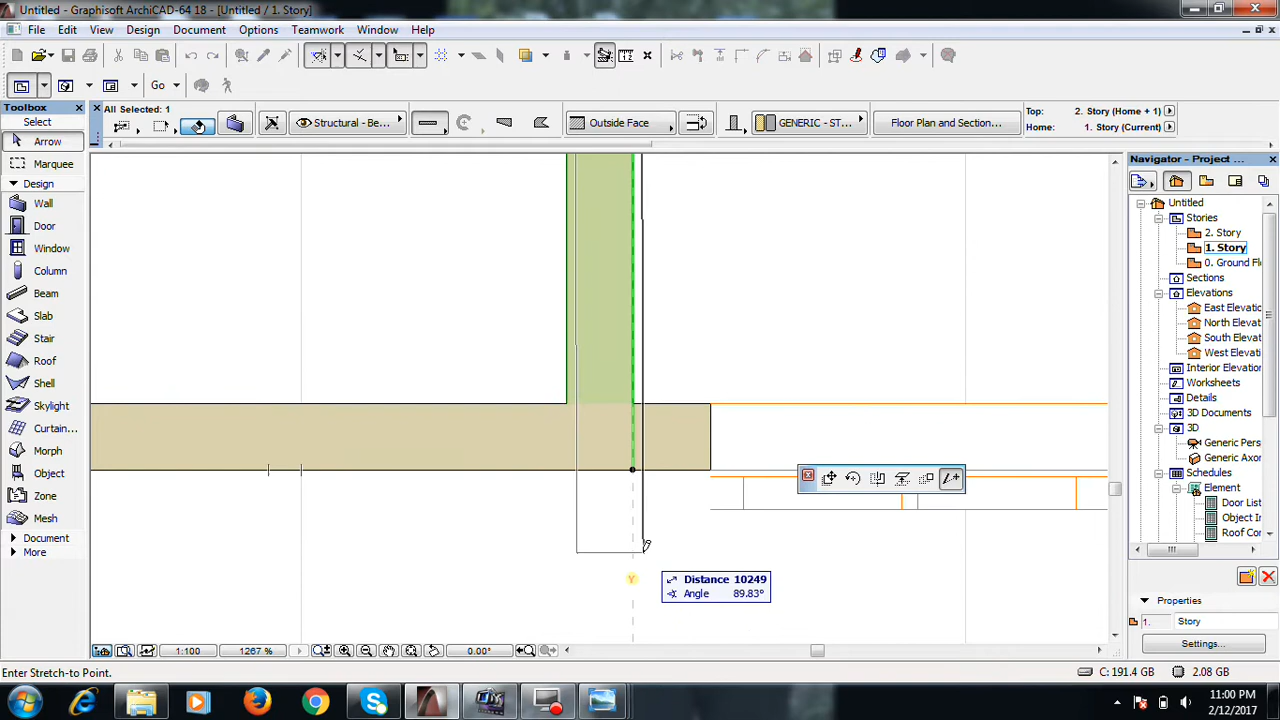 Untitled - Graphisoft ArchiCAD-64 18 - [Untitled / 1. Story]
File Edit View Design Document Options Teamwork Window Help
Go
Toolbox
Select
Arrow
Marquee
Design
Wall
Door
Window
Column
Beam
Slab
Stair
Roof
Shell
Skylight
Curtain...
Morph
Object
Zone
Mesh
Document
More
All Selected: 1
Structural - Be...
Outside Face
GENERIC - ST...
Floor Plan and Section...
Top: 2. Story (Home + 1)
Home: 1. Story (Current)
Y
Distance 10249
Angle 89.83°
Navigator - Project ...
Untitled
Stories
2. Story
1. Story
0. Ground Fl
Sections
Elevations
East Elevatio
North Elevat
South Elevat
West Elevati
Interior Elevation
Worksheets
Details
3D Documents
3D
Generic Pers
Generic Axon
Schedules
Element
Door List
Object In
Roof Cor
Properties
1. Story
Settings...
1:100 1267 % 0.00°
Enter Stretch-to Point.
C: 191.4 GB 2.08 GB
11:00 PM
2/12/2017